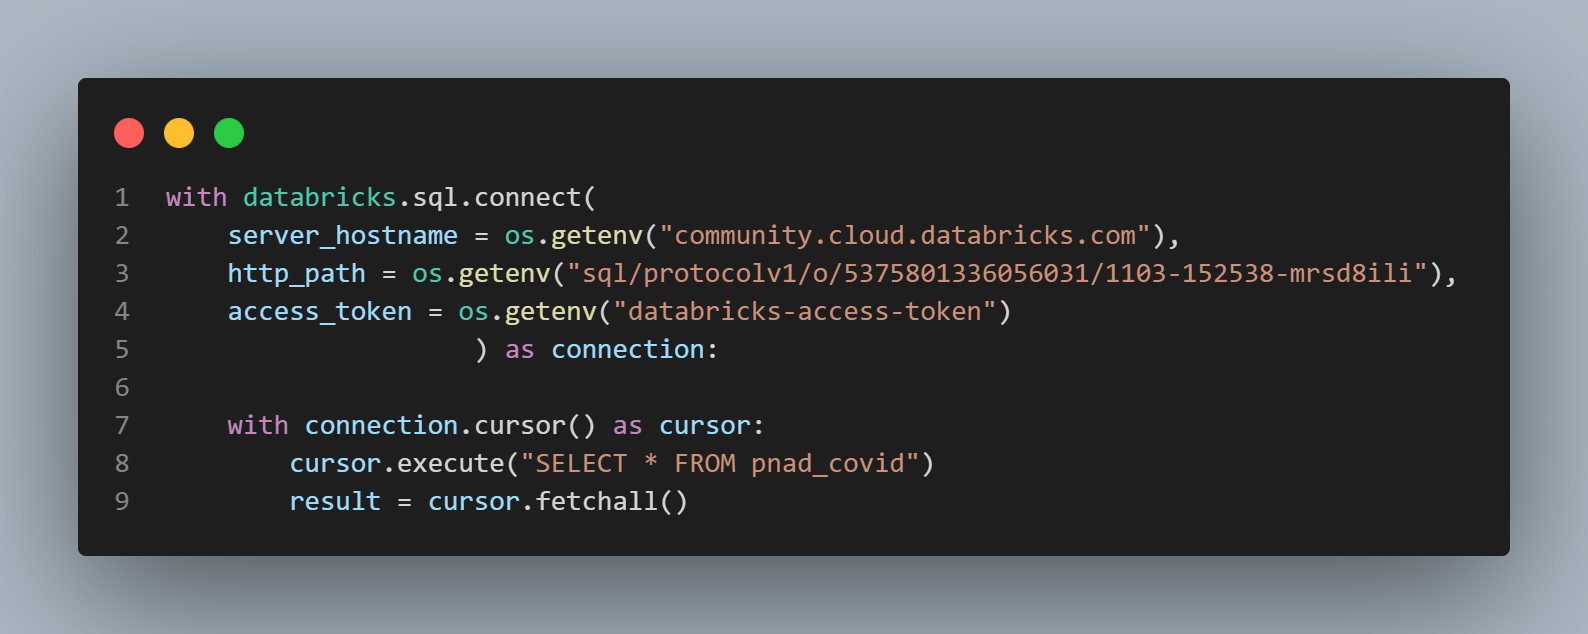 1 with databricks.sql.connect(
2     server_hostname = os.getenv("community.cloud.databricks.com"),
3     http_path = os.getenv("sql/protocolv1/o/5375801336056031/1103-152538-mrsd8ili"),
4     access_token = os.getenv("databricks-access-token")
5                     ) as connection:
6
7     with connection.cursor() as cursor:
8         cursor.execute("SELECT * FROM pnad_covid")
9         result = cursor.fetchall()